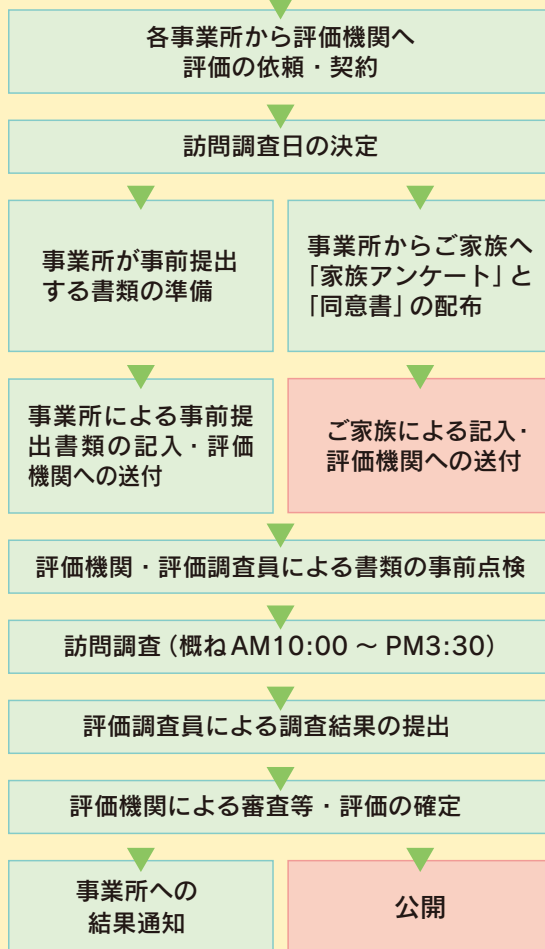 各事業所から評価機関へ
評価の依頼・契約
訪問調査日の決定
事業所が事前提出
する書類の準備
事業所からご家族へ
「家族アンケート」と
「同意書」の配布
事業所による事前提
出書類の記入・評価
機関への送付
ご家族による記入・
評価機関への送付
評価機関・評価調査員による書類の事前点検
訪問調査（概ねAM10:00 ～ PM3:30）
評価調査員による調査結果の提出
評価機関による審査等・評価の確定
事業所への
結果通知
公開